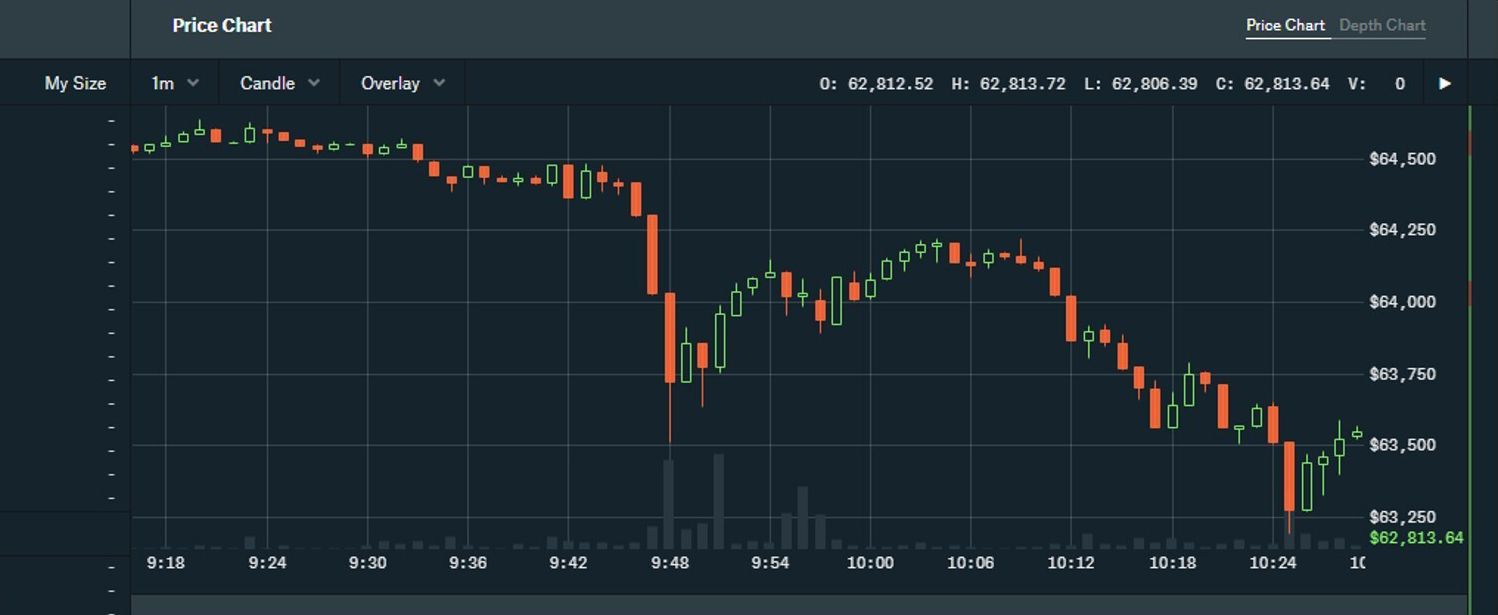 Price Chart
Price Chart Depth Chart
My Size 1m Candle Overlay O: 62,812.52 H: 62,813.72 L: 62,806.39 C: 62,813.64 V: 0
$64,500
$64,250
$64,000
$63,750
$63,500
$63,250
$62,813.64
9:18 9:24 9:30 9:36 9:42 9:48 9:54 10:00 10:06 10:12 10:18 10:24